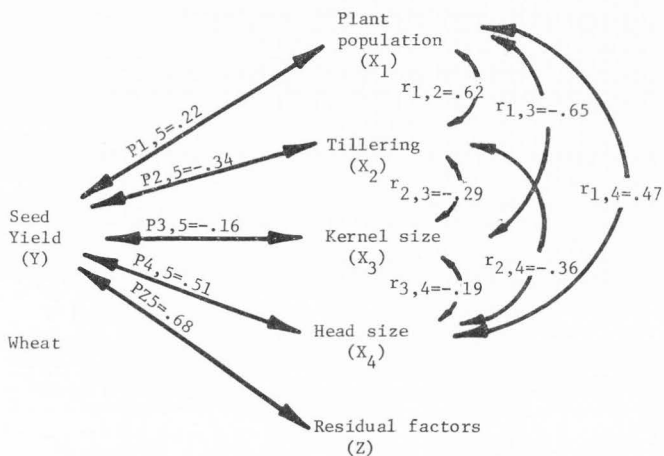 Plant
population
(X1)
r1,2=.62
r1,3=-.65
P1,5=.22
Tillering
(X2)
P2,5=-.34
r2,3=-.29
r1,4=.47
Seed
Yield
(Y)
P3,5=-.16
Kernel size
(X3)
r2,4=-.36
P4,5=.51
r3,4=-.19
PZ5=.68
Wheat
Head size
(X4)
Residual factors
(Z)